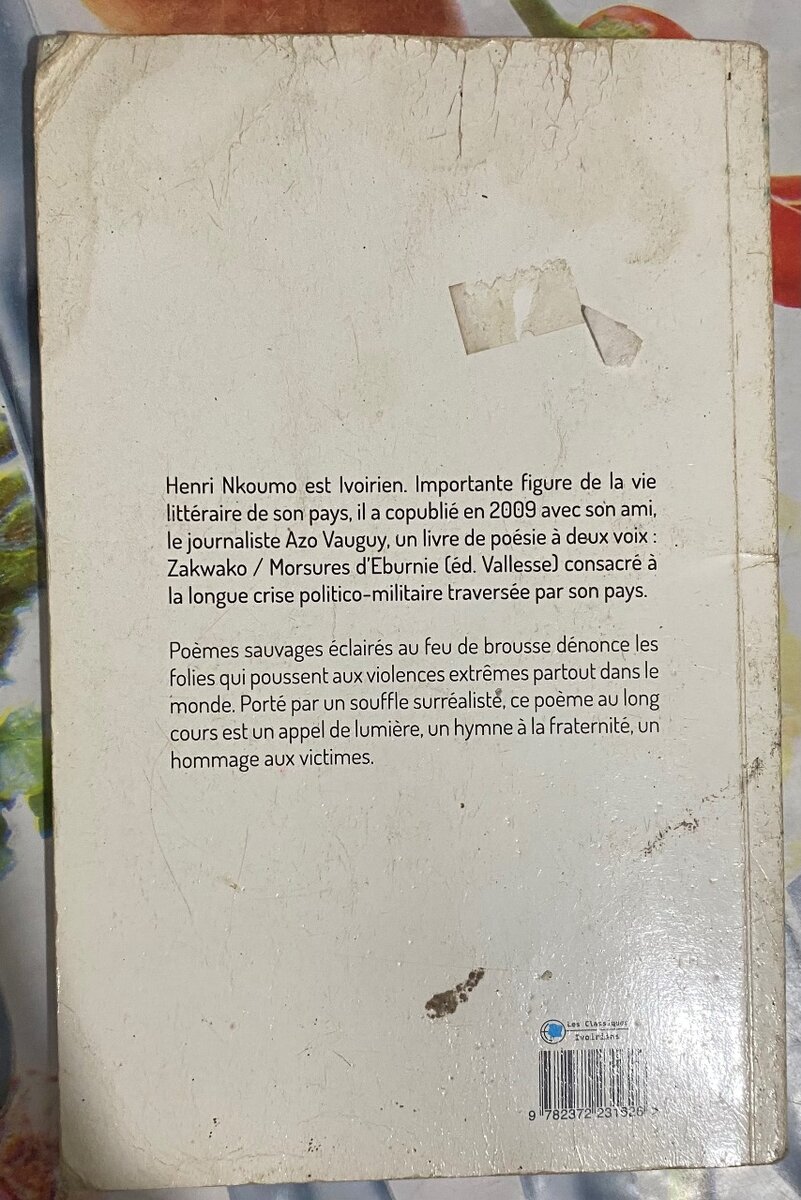 Henri Nkoumo est Ivoirien. Importante figure de la vie
littéraire de son pays, il a copublié en 2009 avec son ami,
le journaliste Azo Vauguy, un livre de poésie à deux voix :
Zakwako / Morsures d'Eburnie (éd. Vallesse) consacré à
la longue crise politico-militaire traversée par son pays.
Poèmes sauvages éclairés au feu de brousse dénonce les
folies qui poussent aux violences extrêmes partout dans le
monde. Porté par un souffle surréaliste, ce poème au long
cours est un appel de lumière, un hymne à la fraternité, un
hommage aux victimes.
Les Classiques
Ivoiriens
9 782372 231626 >